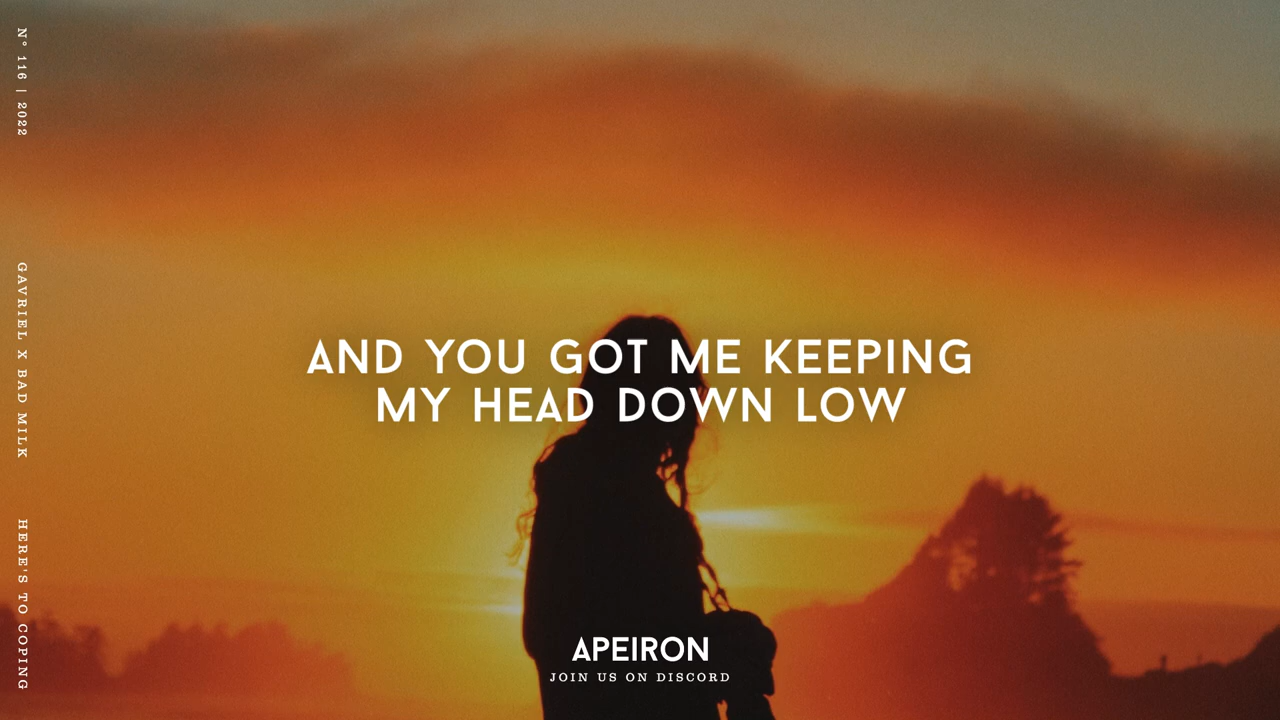 N° 116 | 2022
GAVRIEL X BAD MILK
HERE'S TO COPING
AND YOU GOT ME KEEPING
MY HEAD DOWN LOW
APEIRON
JOIN US ON DISCORD